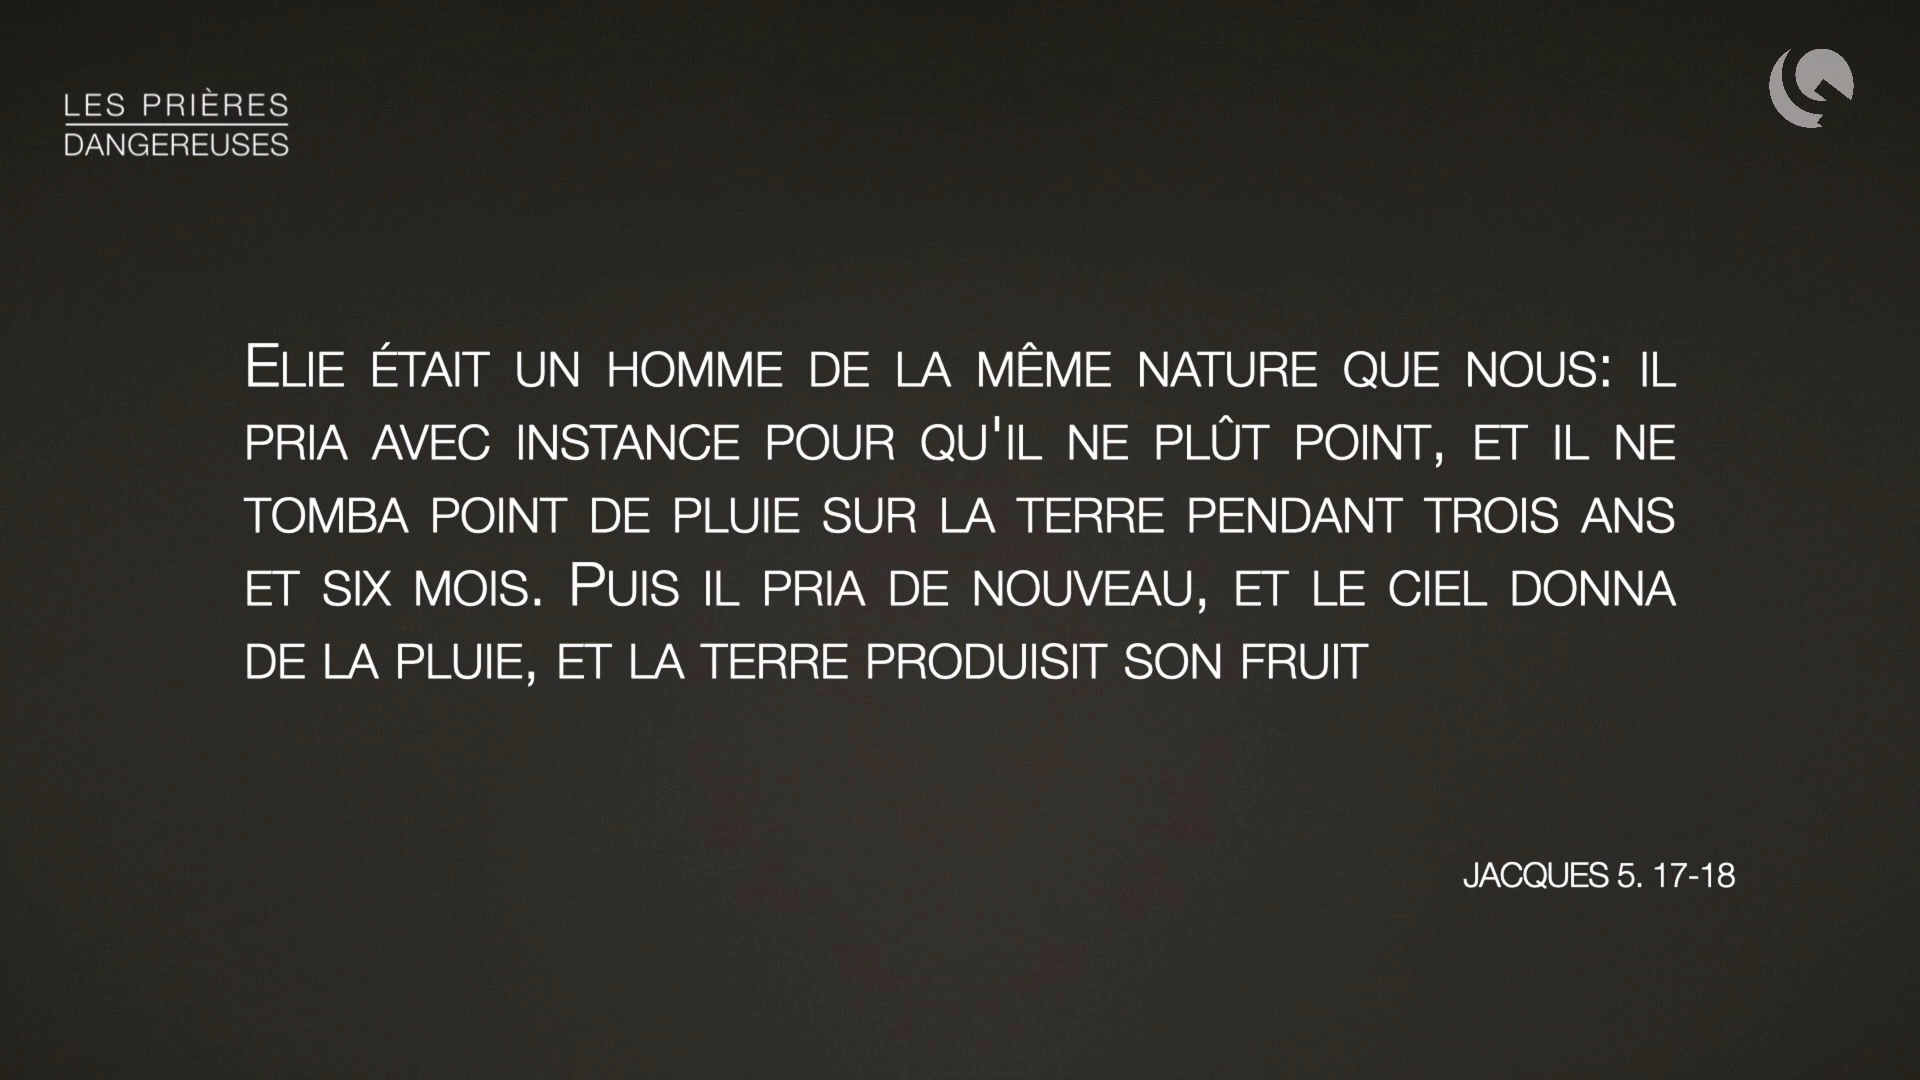 LES PRIÈRES
DANGEREUSES
ELIE ÉTAIT UN HOMME DE LA MÊME NATURE QUE NOUS: IL
PRIA AVEC INSTANCE POUR QU'IL NE PLÛT POINT, ET IL NE
TOMBA POINT DE PLUIE SUR LA TERRE PENDANT TROIS ANS
ET SIX MOIS. PUIS IL PRIA DE NOUVEAU, ET LE CIEL DONNA
DE LA PLUIE, ET LA TERRE PRODUISIT SON FRUIT
JACQUES 5. 17-18